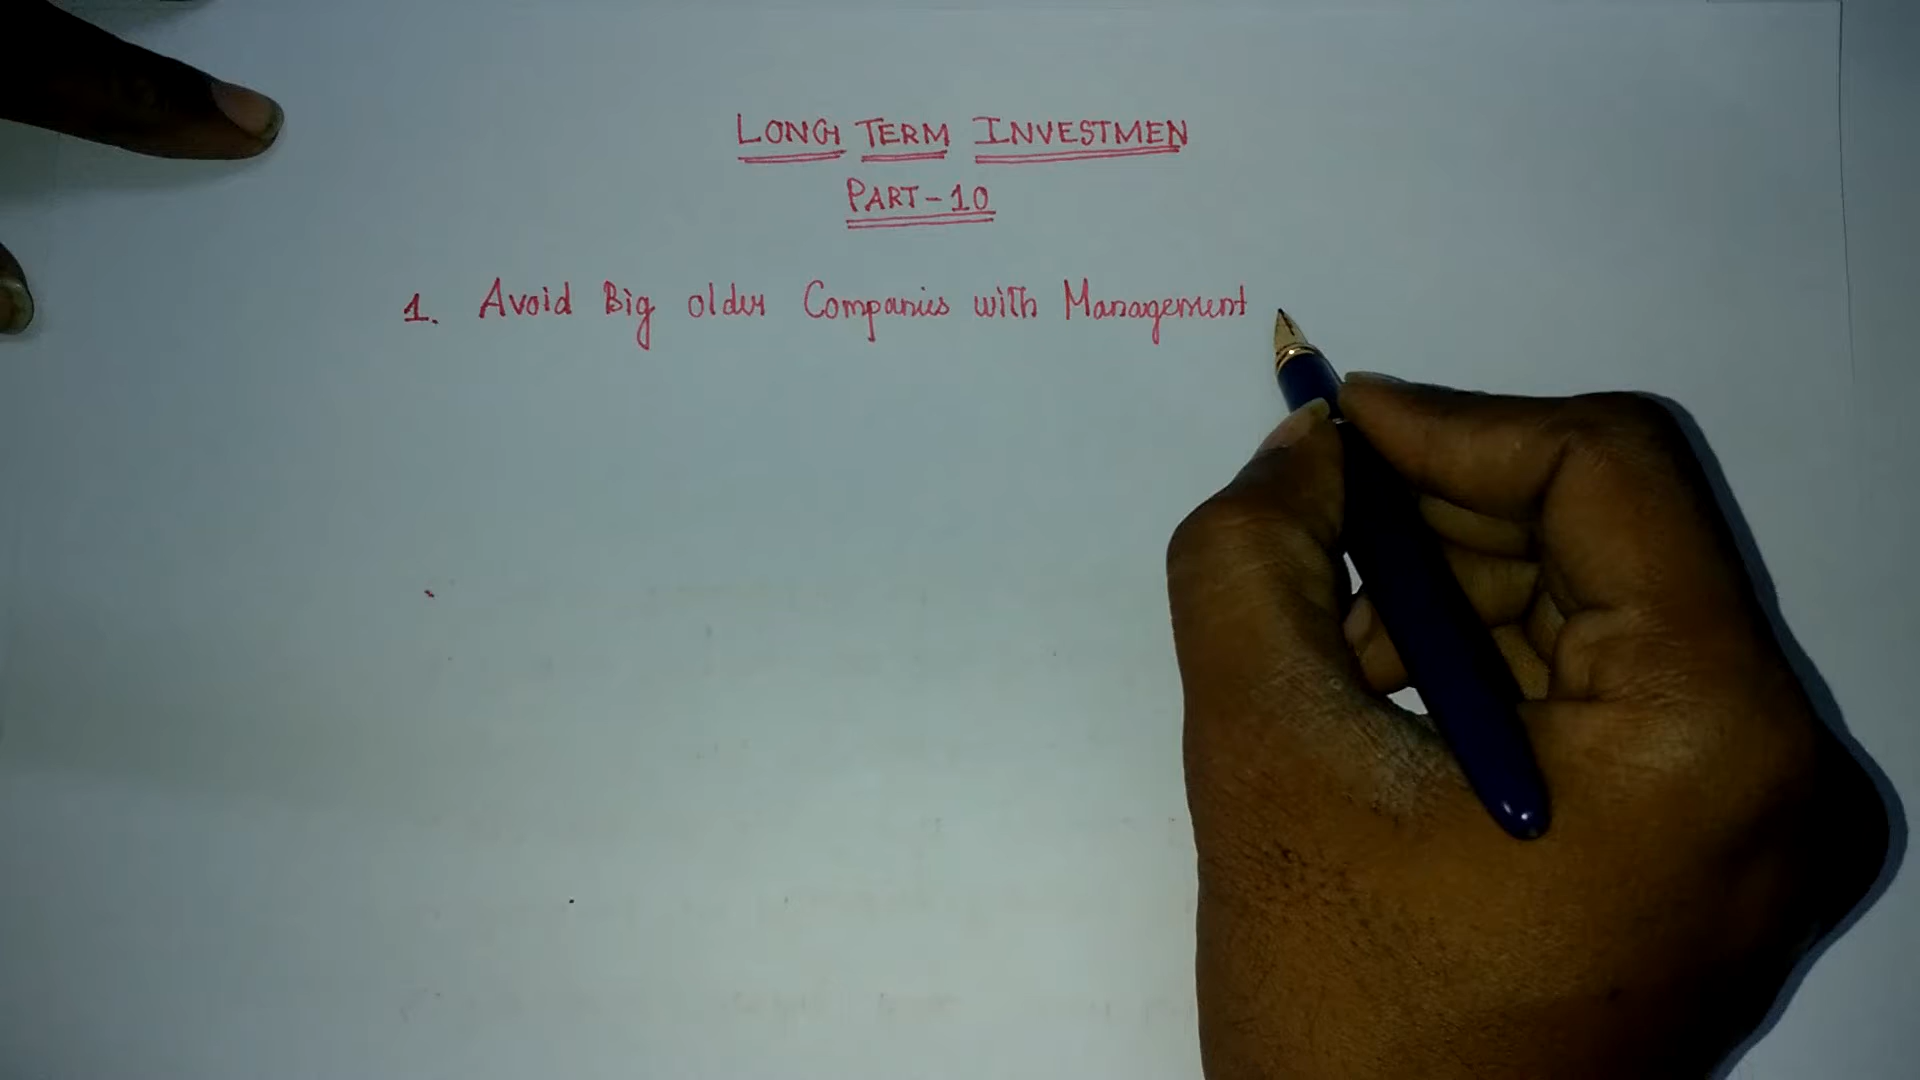 LONG TERM INVESTMEN
PART-10
1. Avoid Big older Companies with Management